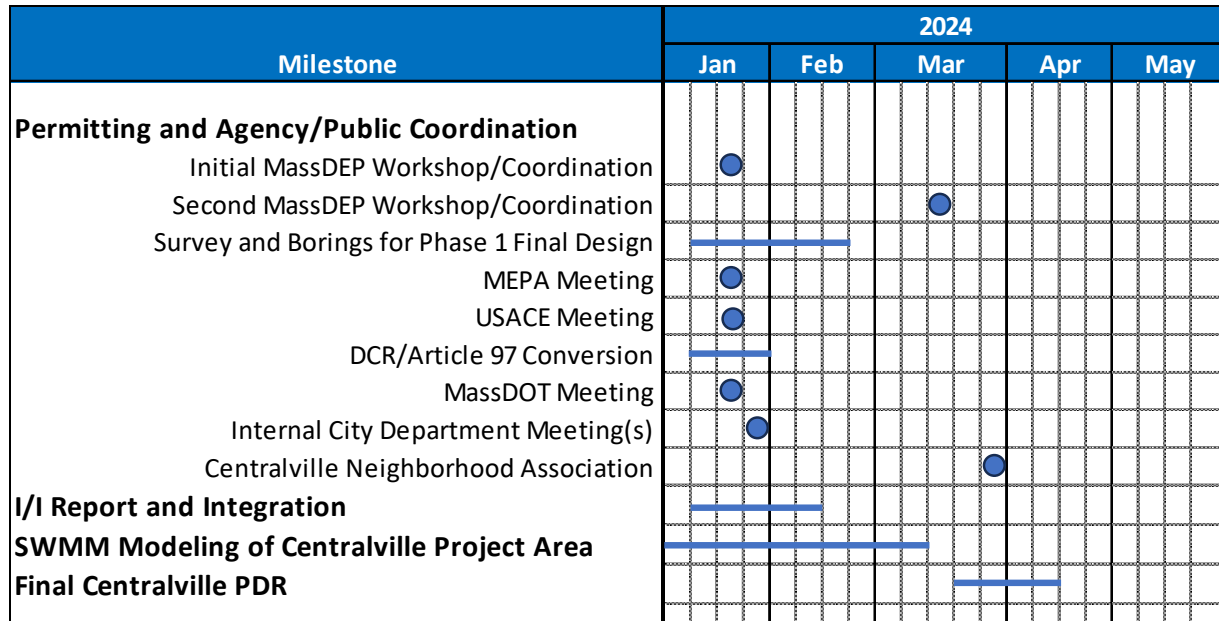 2024
Milestone Jan Feb Mar Apr May
Permitting and Agency/Public Coordination
Initial MassDEP Workshop/Coordination
Second MassDEP Workshop/Coordination
Survey and Borings for Phase 1 Final Design
MEPA Meeting
USACE Meeting
DCR/Article 97 Conversion
MassDOT Meeting
Internal City Department Meeting(s)
Centralville Neighborhood Association
I/I Report and Integration
SWMM Modeling of Centralville Project Area
Final Centralville PDR